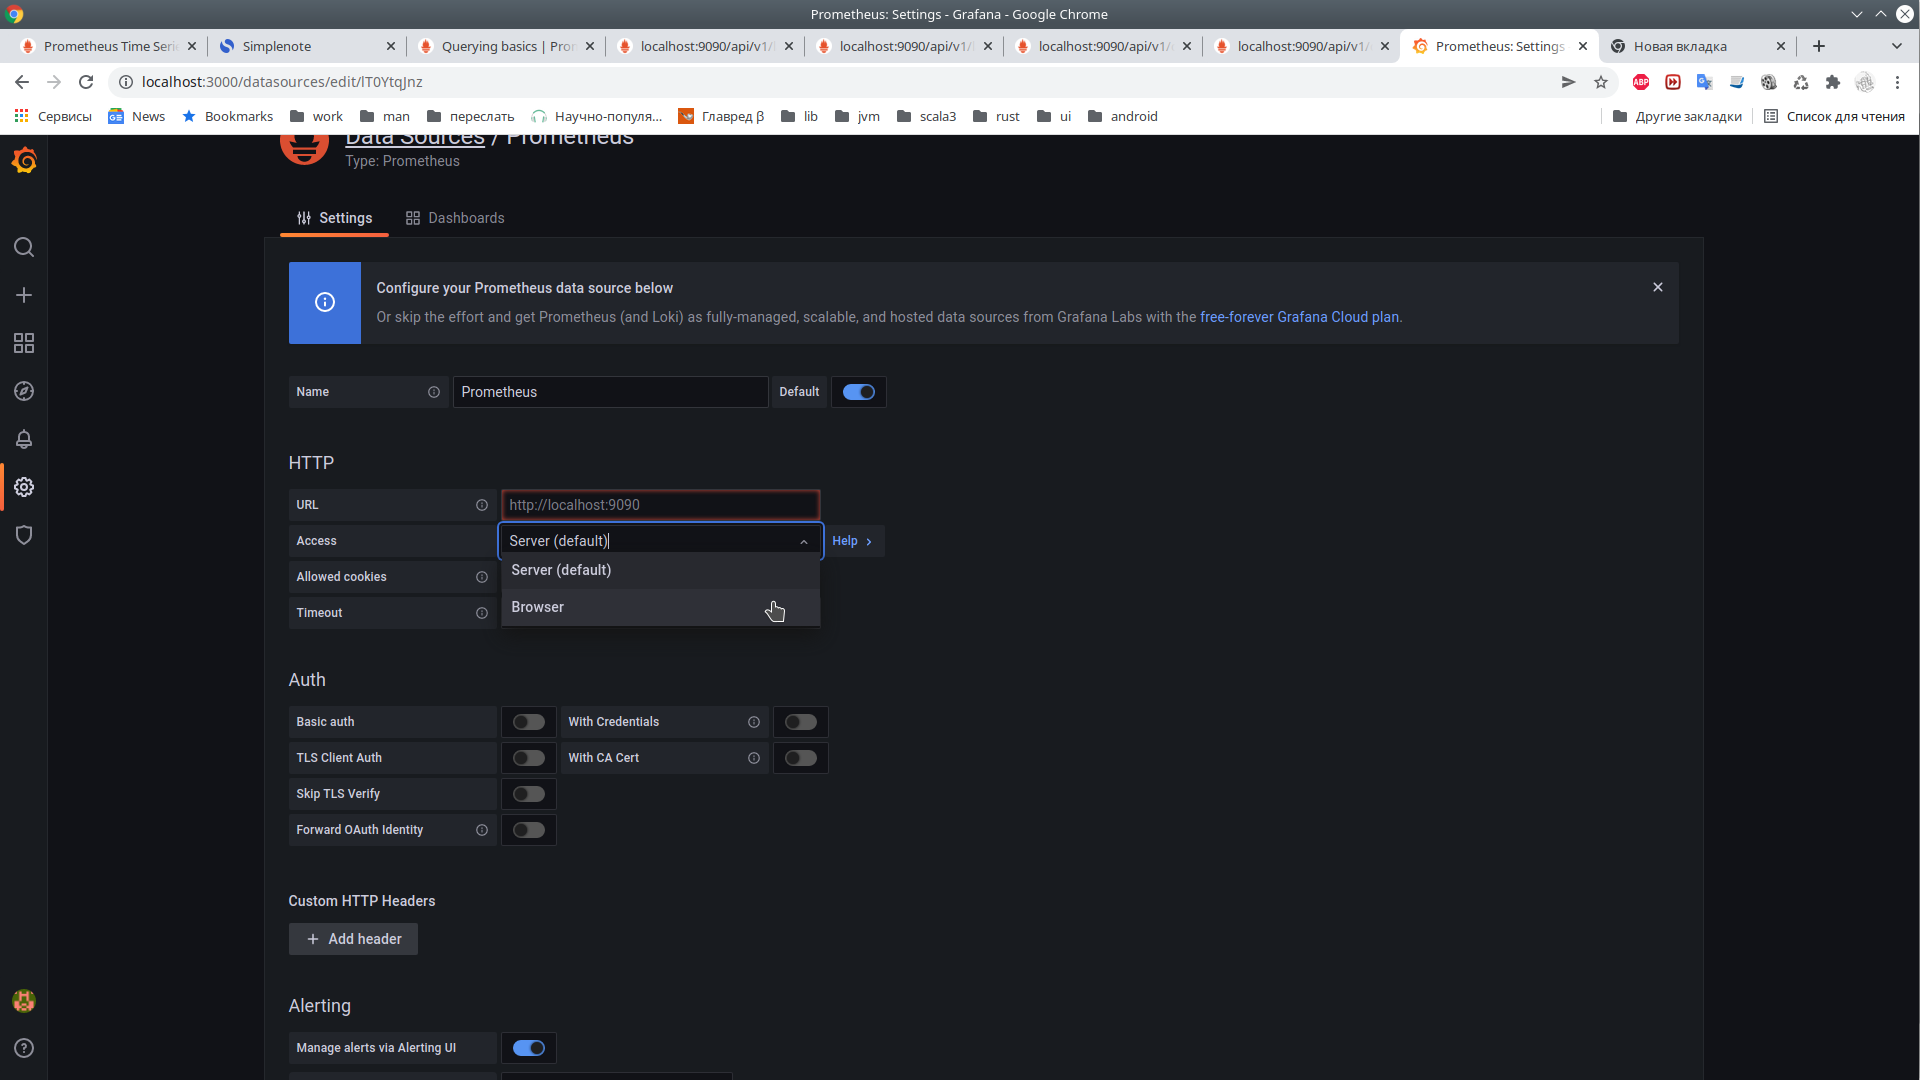 Prometheus: Settings - Grafana - Google Chrome
Prometheus Time Seri
Simplenote
Querying basics | Pro
localhost:9090/api/v1/
localhost:9090/api/v1/
localhost:9090/api/v1/
localhost:9090/api/v1/
Prometheus: Settings
Новая вкладка
localhost:3000/datasources/edit/lT0YtqJnz
ABP
Сервисы
News
Bookmarks
work
man
переслать
Научно-популя...
Главред β
lib
jvm
scala3
rust
ui
android
Другие закладки
Список для чтения
Data Sources / Prometheus
Type: Prometheus
Settings
Dashboards
Configure your Prometheus data source below
Or skip the effort and get Prometheus (and Loki) as fully-managed, scalable, and hosted data sources from Grafana Labs with the free-forever Grafana Cloud plan.
Name
Prometheus
Default
HTTP
URL
http://localhost:9090
Access
Server (default)
Help
Server (default)
Allowed cookies
Browser
Timeout
Auth
Basic auth
With Credentials
TLS Client Auth
With CA Cert
Skip TLS Verify
Forward OAuth Identity
Custom HTTP Headers
Add header
Alerting
Manage alerts via Alerting UI